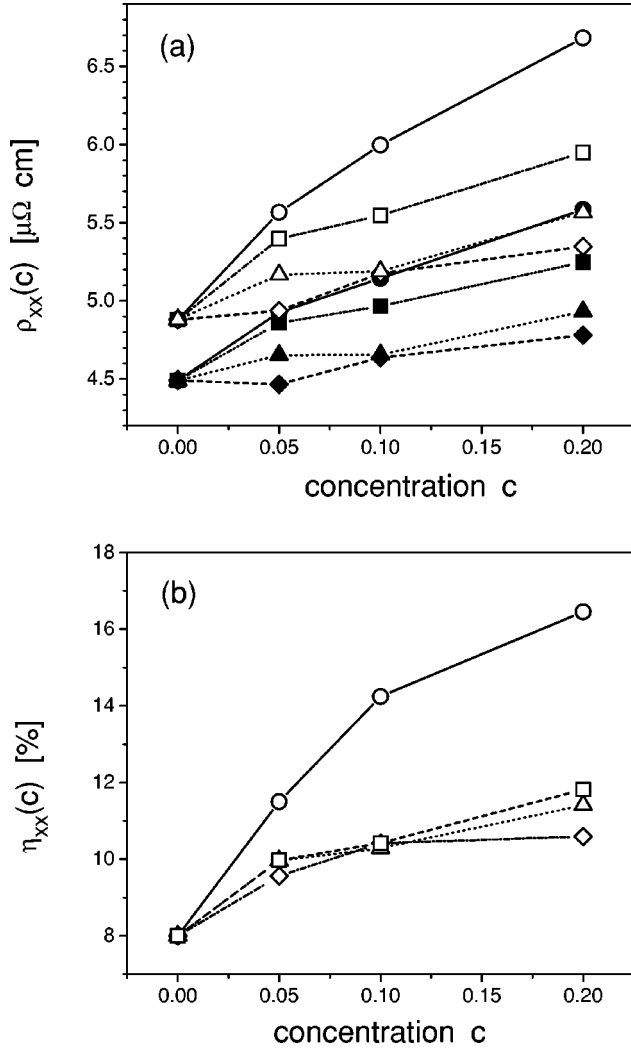 (a)
6.5
6.0
5.5
5.0
4.5
ρxx(c) [μΩ cm]
0.00 0.05 0.10 0.15 0.20
concentration c
(b)
18
16
14
12
10
8
ηxx(c) [%]
0.00 0.05 0.10 0.15 0.20
concentration c